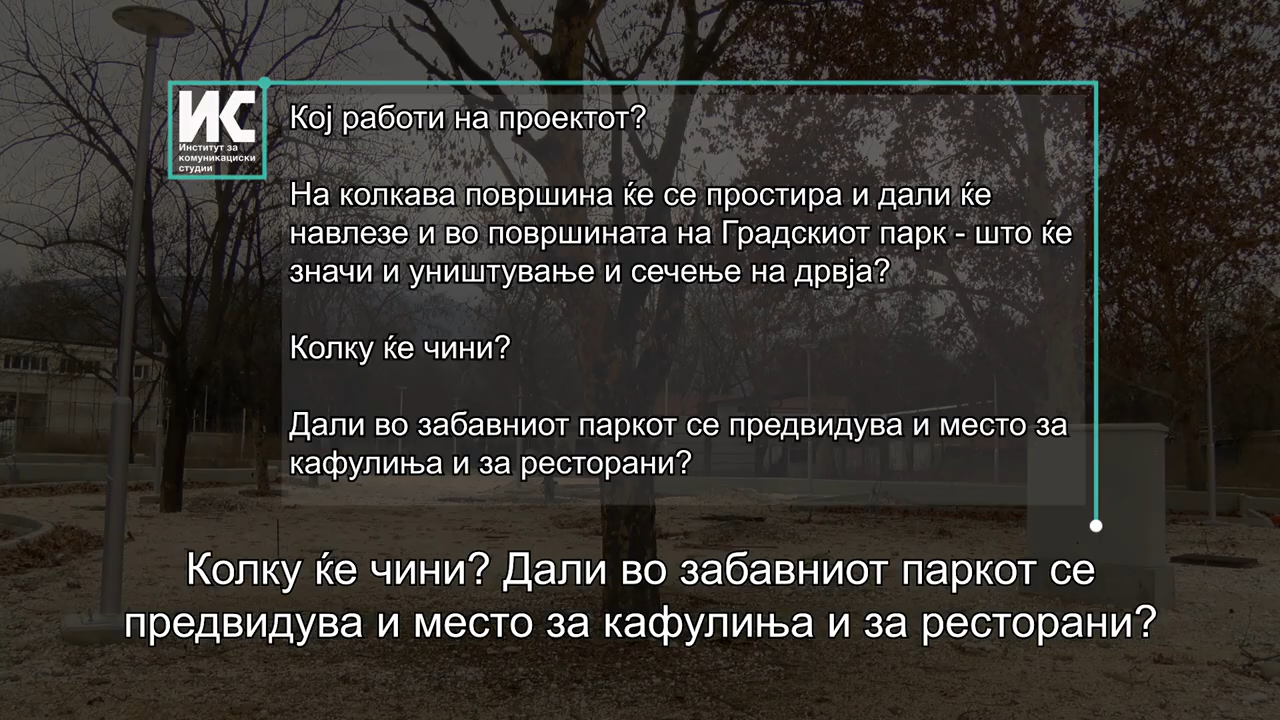 ИС
Институт за
комуникациски
студии
Кој работи на проектот?
На колкава површина ќе се простира и дали ќе
навлезе и во површината на Градскиот парк - што ќе
значи и уништување и сечење на дрвја?
Колку ќе чини?
Дали во забавниот паркот се предвидува и место за
кафулиња и за ресторани?
Колку ќе чини? Дали во забавниот паркот се
предвидува и место за кафулиња и за ресторани?